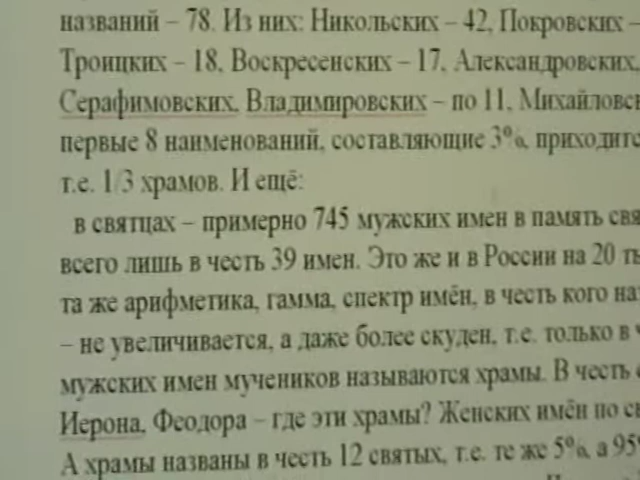 названий – 78. Из них: Никольских – 42, Покровских –
Троицких – 18, Воскресенских – 17, Александровских,
Серафимовских, Владимировских – по 11, Михайловс
первые 8 наименований, составляющие 3%, приходитс
т.е. 1/3 храмов. И ещё:
в святцах – примерно 745 мужских имен в память свя
всего лишь в честь 39 имен. Это же и в России на 20 ть
та же арифметика, гамма, спектр имён, в честь кого на
– не увеличивается, а даже более скуден, т.е. только в ч
мужских имен мучеников называются храмы. В честь
Иерона, Феодора – где эти храмы? Женских имён по с
А храмы названы в честь 12 святых, т.е. те же 5%, а 95%